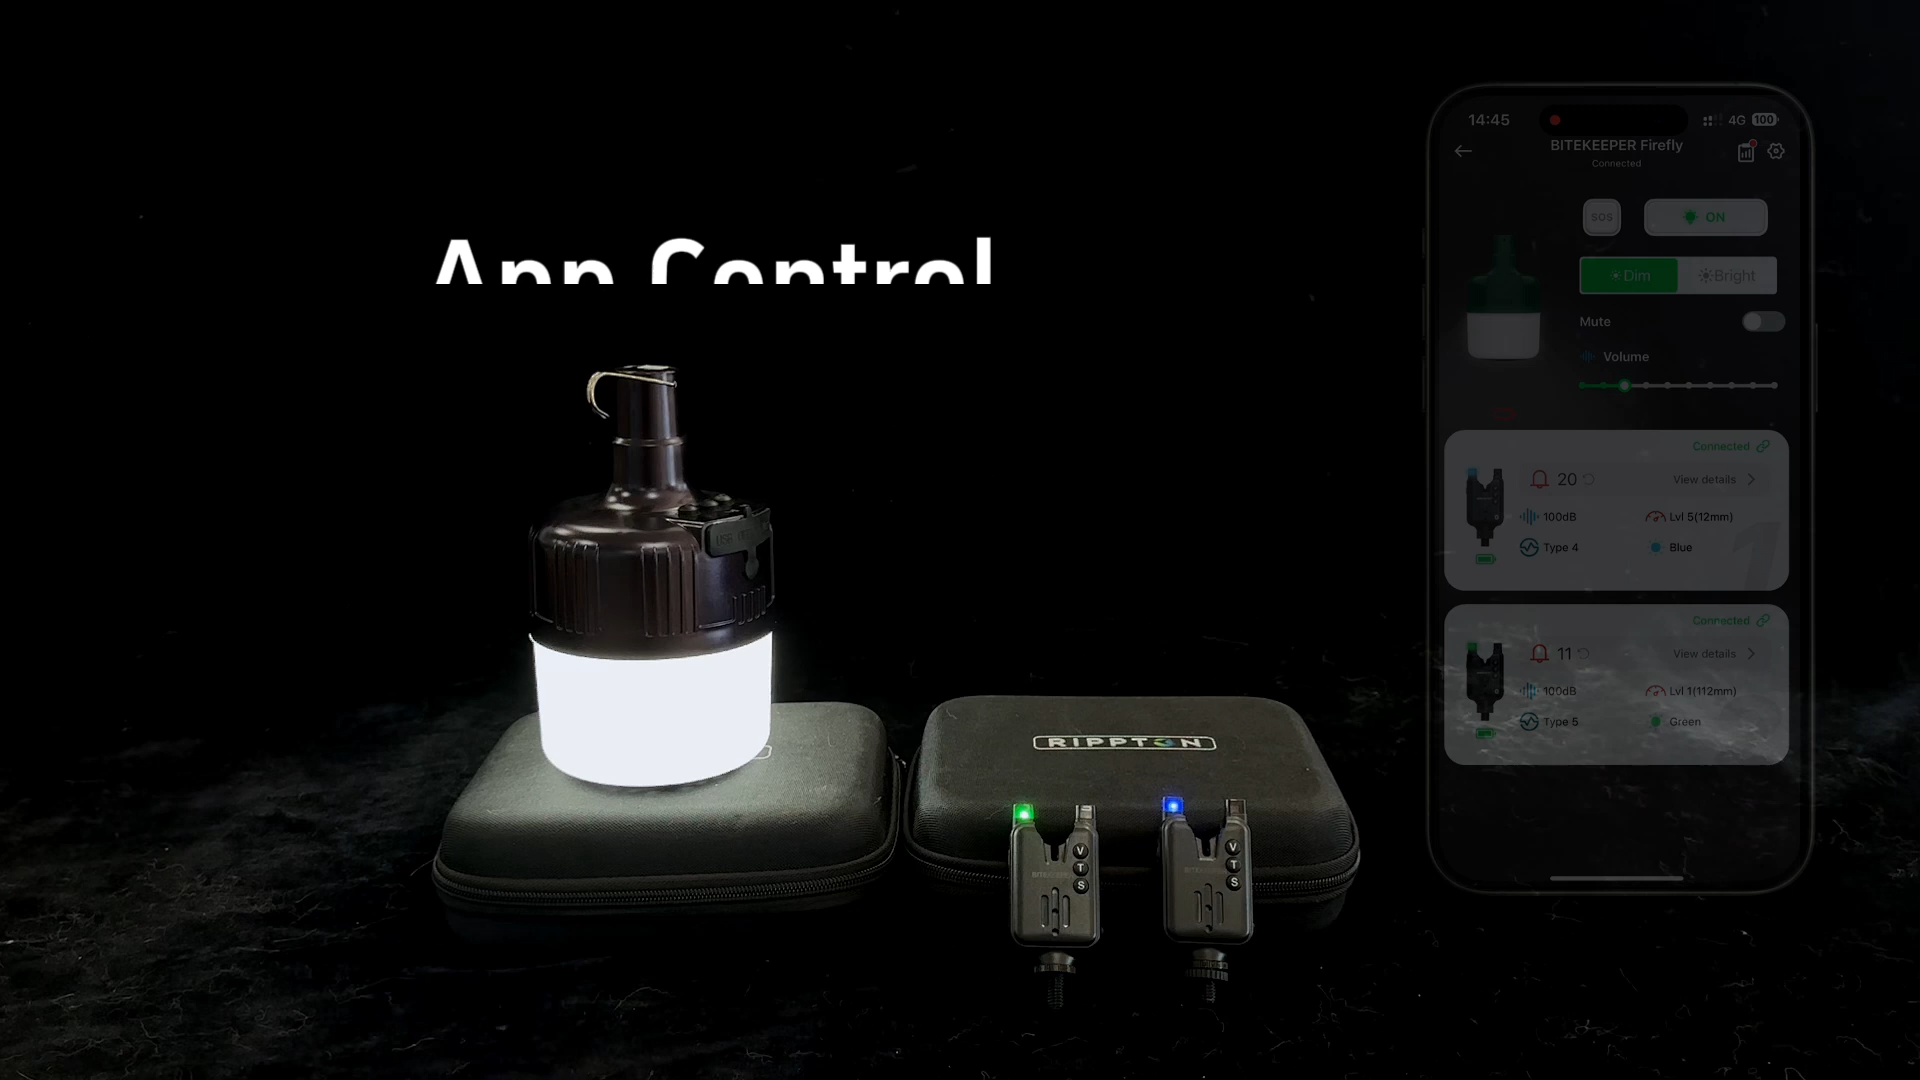 App Control
14:45
4G 100
BITEKEEPER Firefly
Connected
SOS
ON
Dim
Bright
Mute
Volume
Connected
20
View details
100dB
Lvl 5(12mm)
Type 4
Blue
1
Connected
11
View details
100dB
Lvl 1(112mm)
Type 5
Green
RIPPTON
V
T
S
V
T
S